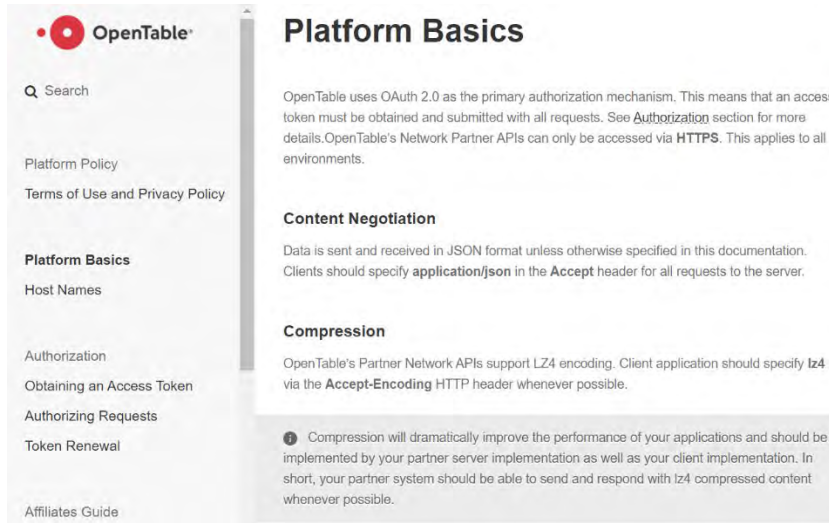 OpenTable
Search
Platform Policy
Terms of Use and Privacy Policy
Platform Basics
Host Names
Authorization
Obtaining an Access Token
Authorizing Requests
Token Renewal
Affiliates Guide
Platform Basics
OpenTable uses OAuth 2.0 as the primary authorization mechanism. This means that an access
token must be obtained and submitted with all requests. See Authorization section for more
details.OpenTable's Network Partner APIs can only be accessed via HTTPS. This applies to all
environments.
Content Negotiation
Data is sent and received in JSON format unless otherwise specified in this documentation.
Clients should specify application/json in the Accept header for all requests to the server.
Compression
OpenTable's Partner Network APIs support LZ4 encoding. Client application should specify lz4
via the Accept-Encoding HTTP header whenever possible.
Compression will dramatically improve the performance of your applications and should be
implemented by your partner server implementation as well as your client implementation. In
short, your partner system should be able to send and respond with lz4 compressed content
whenever possible.